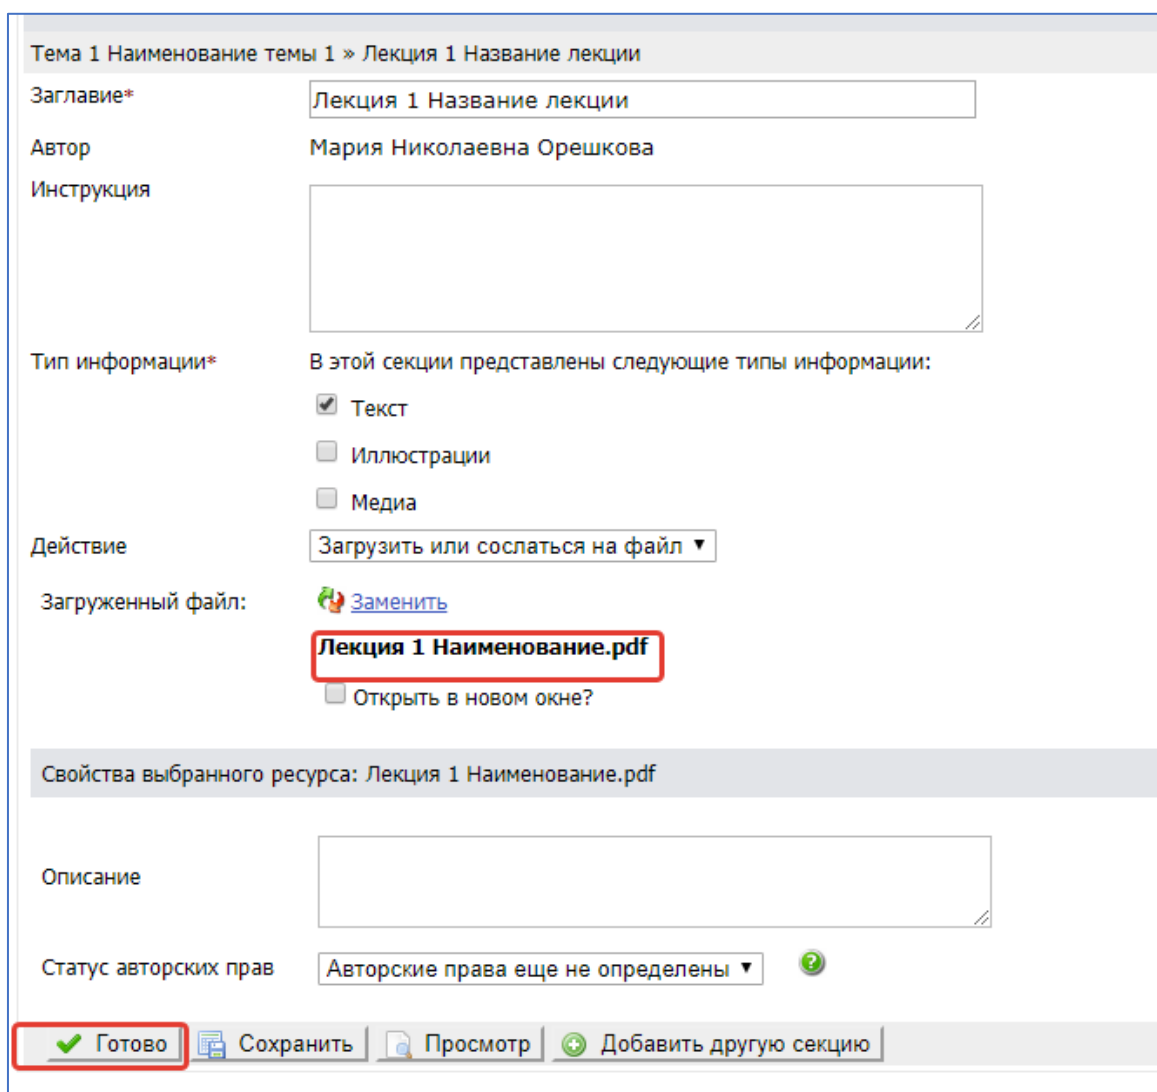 Тема 1 Наименование темы 1 » Лекция 1 Название лекции
Заглавие* Лекция 1 Название лекции
Автор Мария Николаевна Орешкова
Инструкция
Тип информации* В этой секции представлены следующие типы информации:
Текст
Иллюстрации
Медиа
Действие Загрузить или сослаться на файл
Загруженный файл: Заменить
Лекция 1 Наименование.pdf
Открыть в новом окне?
Свойства выбранного ресурса: Лекция 1 Наименование.pdf
Описание
Статус авторских прав Авторские права еще не определены ?
Готово Сохранить Просмотр Добавить другую секцию